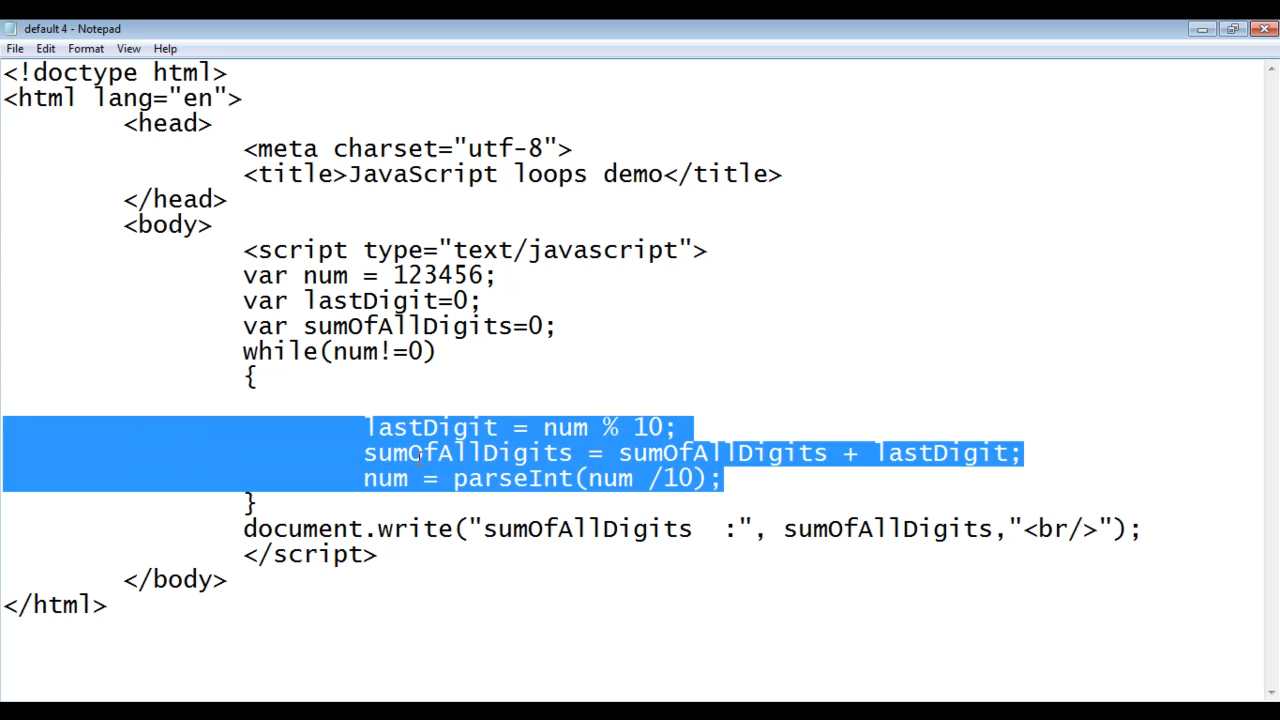 default 4 - Notepad
File Edit Format View Help
<!doctype html>
<html lang="en">
<head>
<meta charset="utf-8">
<title>JavaScript loops demo</title>
</head>
<body>
<script type="text/javascript">
var num = 123456;
var lastDigit=0;
var sumOfAllDigits=0;
while(num!=0)
{
lastDigit = num % 10;
sumOfAllDigits = sumOfAllDigits + lastDigit;
num = parseInt(num /10);
}
document.write("sumOfAllDigits  :", sumOfAllDigits,"<br/>");
</script>
</body>
</html>